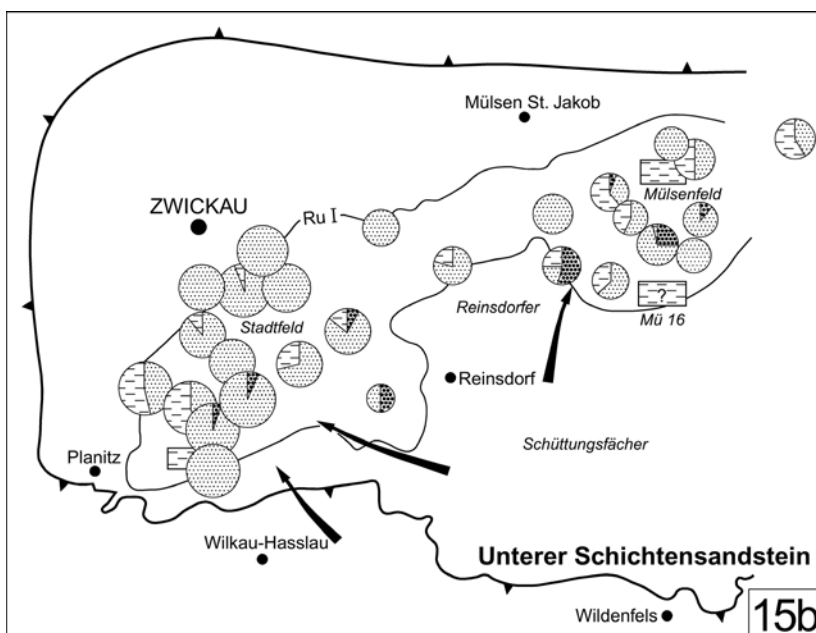 Mülsen St. Jakob
Mülsenfeld
ZWICKAU
Ru I
?
Mü 16
Reinsdorfer
Stadtfeld
Reinsdorf
Schüttungsfächer
Planitz
Wilkau-Hasslau
Unterer Schichtensandstein
Wildenfels
15b